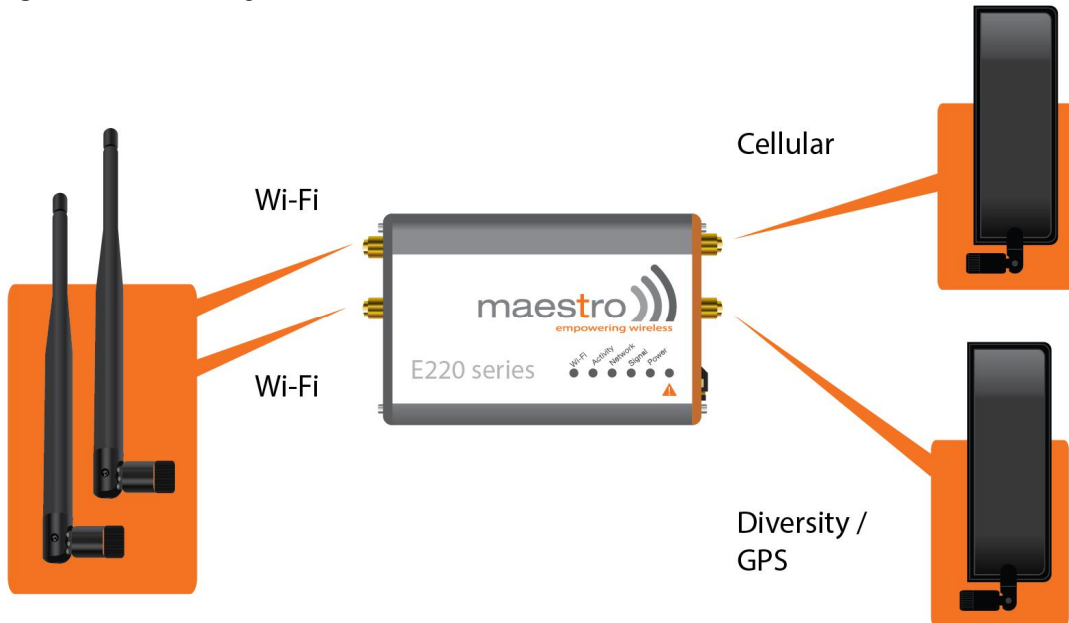 Cellular
Wi-Fi
maestro
empowering wireless
E220 series
Wi-Fi Activity Network Signal Power
Wi-Fi
Diversity /
GPS